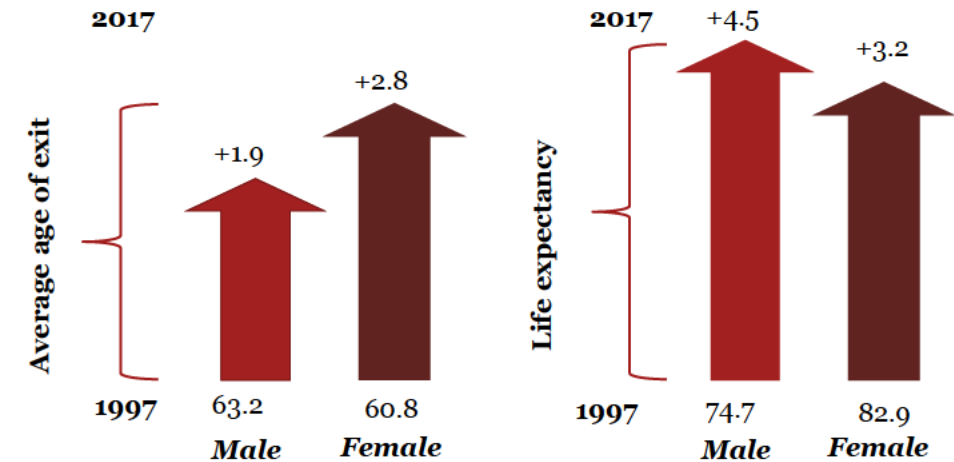 2017
+2.8
+1.9
Average age of exit
1997
63.2
60.8
Male
Female
2017
+4.5
+3.2
Life expectancy
1997
74.7
82.9
Male
Female